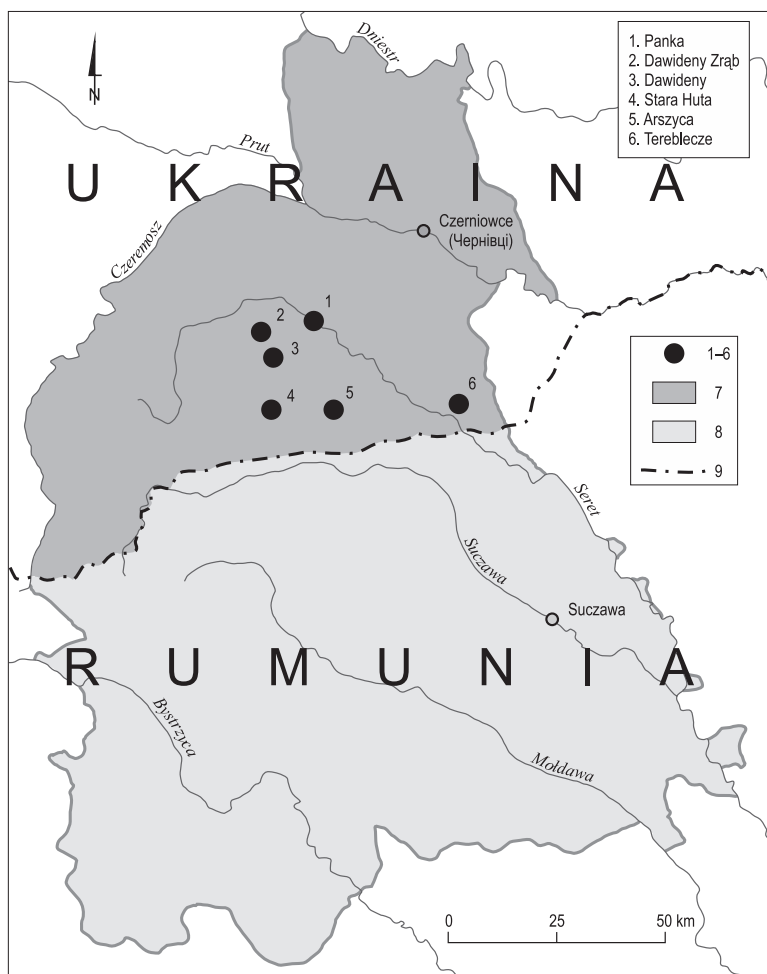 1. Panka
2. Dawideny Zrąb
3. Dawideny
4. Stara Huta
5. Arszyca
6. Tereblecze
Dniestr
N
Prut
U K R A I N A
Czeremosz
Czerniowce
(Чернівці)
1
2
3
4
5
6
1–6
7
8
9
Seret
Suczawa
Suczawa
R U M U N I A
Bystrzyca
Mołdawa
0 25 50 km